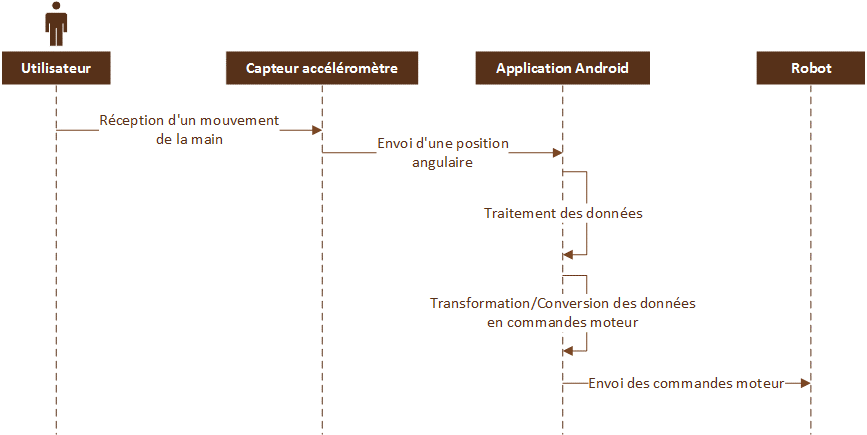 Utilisateur
Capteur accéléromètre
Application Android
Robot
Réception d'un mouvement
de la main
Envoi d'une position
angulaire
Traitement des données
Transformation/Conversion des données
en commandes moteur
Envoi des commandes moteur